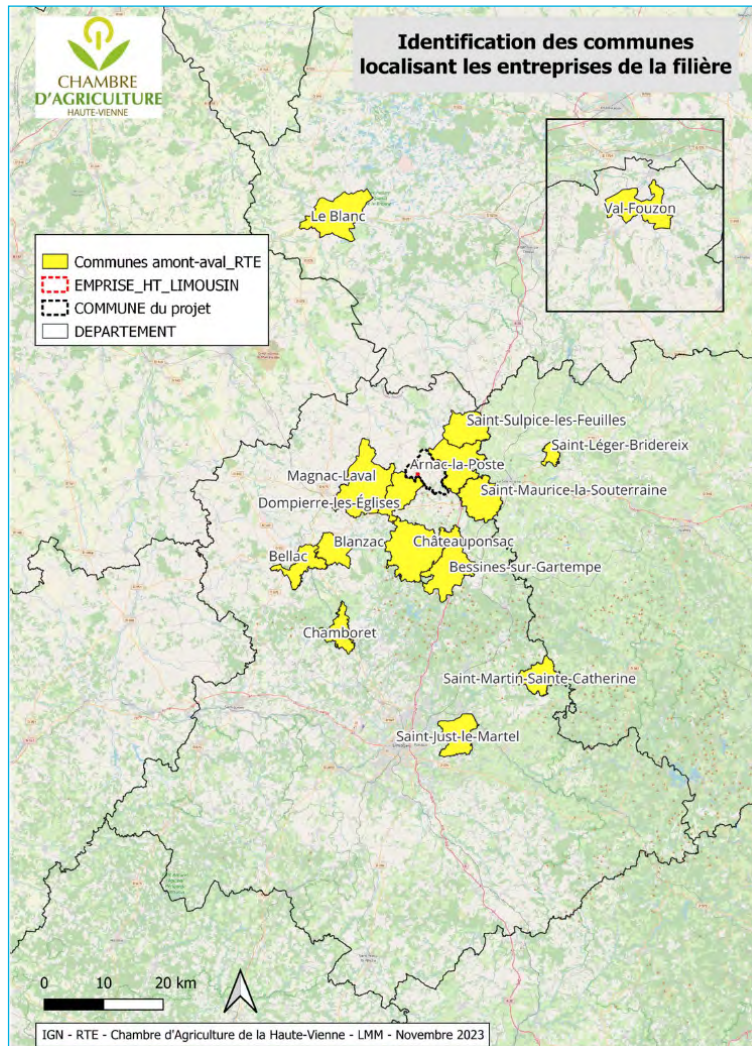 CHAMBRE
D'AGRICULTURE
HAUTE-VIENNE
Identification des communes
localisant les entreprises de la filière
Val-Fouzon
Le Blanc
Communes amont-aval_RTE
EMPRISE_HT_LIMOUSIN
COMMUNE du projet
DEPARTEMENT
Saint-Sulpice-les-Feuilles
Saint-Léger-Bridereix
Arnac-la-Poste
Magnac-Laval
Saint-Maurice-la-Souterraine
Dompierre-les-Églises
Blanzac
Châteauponsac
Bellac
Bessines-sur-Gartempe
Chamboret
Saint-Martin-Sainte-Catherine
Saint-Just-le-Martel
0 10 20 km
IGN - RTE - Chambre d'Agriculture de la Haute-Vienne - LMM - Novembre 2023